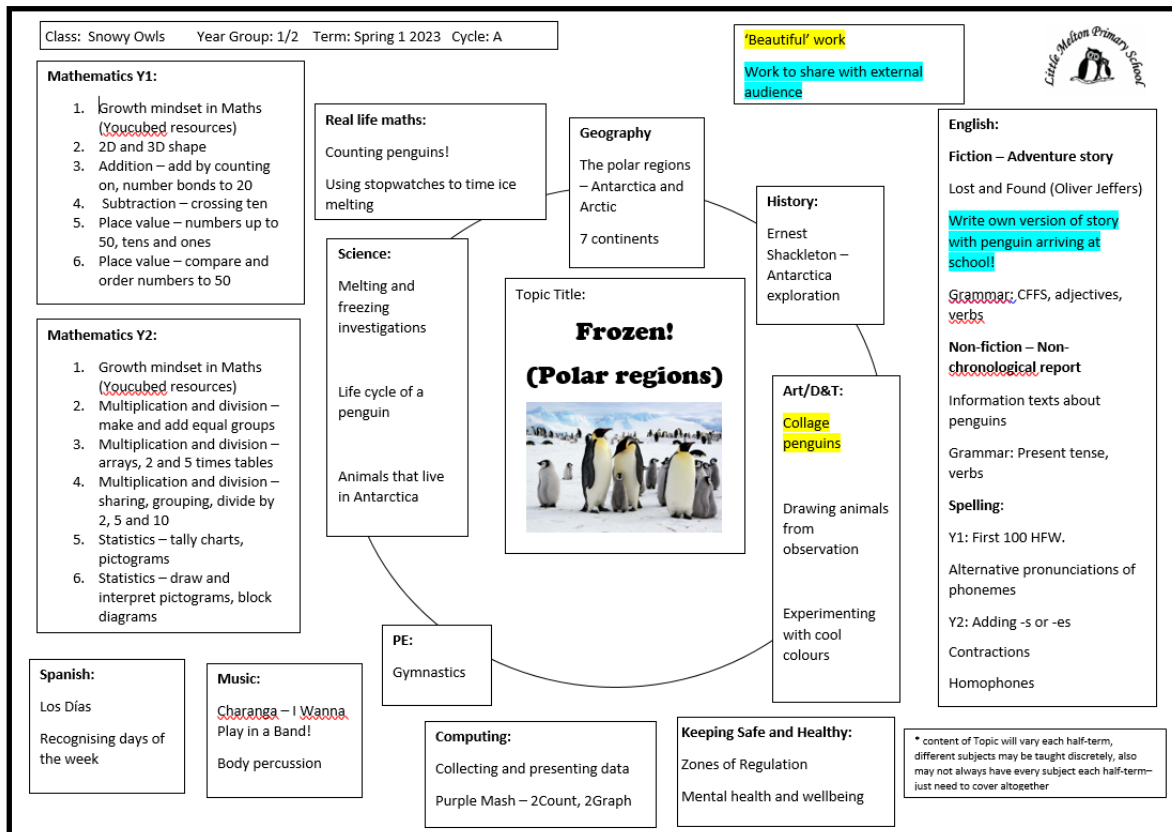 Class: Snowy Owls Year Group: 1/2 Term: Spring 1 2023 Cycle: A
'Beautiful' work
Work to share with external
audience
Little Melton Primary School
Mathematics Y1:
1. Growth mindset in Maths
(Youcubed resources)
2. 2D and 3D shape
3. Addition – add by counting
on, number bonds to 20
4. Subtraction – crossing ten
5. Place value – numbers up to
50, tens and ones
6. Place value – compare and
order numbers to 50
Real life maths:
Counting penguins!
Using stopwatches to time ice
melting
Geography
The polar regions
– Antarctica and
Arctic
7 continents
History:
Ernest
Shackleton –
Antarctica
exploration
English:
Fiction – Adventure story
Lost and Found (Oliver Jeffers)
Write own version of story
with penguin arriving at
school!
Grammar: CFFS, adjectives,
verbs
Non-fiction – Non-
chronological report
Information texts about
penguins
Grammar: Present tense,
verbs
Spelling:
Y1: First 100 HFW.
Alternative pronunciations of
phonemes
Y2: Adding -s or -es
Contractions
Homophones
Science:
Melting and
freezing
investigations
Life cycle of a
penguin
Animals that live
in Antarctica
Topic Title:
Frozen!
(Polar regions)
Art/D&T:
Collage
penguins
Drawing animals
from
observation
Experimenting
with cool
colours
Mathematics Y2:
1. Growth mindset in Maths
(Youcubed resources)
2. Multiplication and division –
make and add equal groups
3. Multiplication and division –
arrays, 2 and 5 times tables
4. Multiplication and division –
sharing, grouping, divide by
2, 5 and 10
5. Statistics – tally charts,
pictograms
6. Statistics – draw and
interpret pictograms, block
diagrams
PE:
Gymnastics
Spanish:
Los Días
Recognising days of
the week
Music:
Charanga – I Wanna
Play in a Band!
Body percussion
Computing:
Collecting and presenting data
Purple Mash – 2Count, 2Graph
Keeping Safe and Healthy:
Zones of Regulation
Mental health and wellbeing
* content of Topic will vary each half-term,
different subjects may be taught discretely, also
may not always have every subject each half-term–
just need to cover altogether